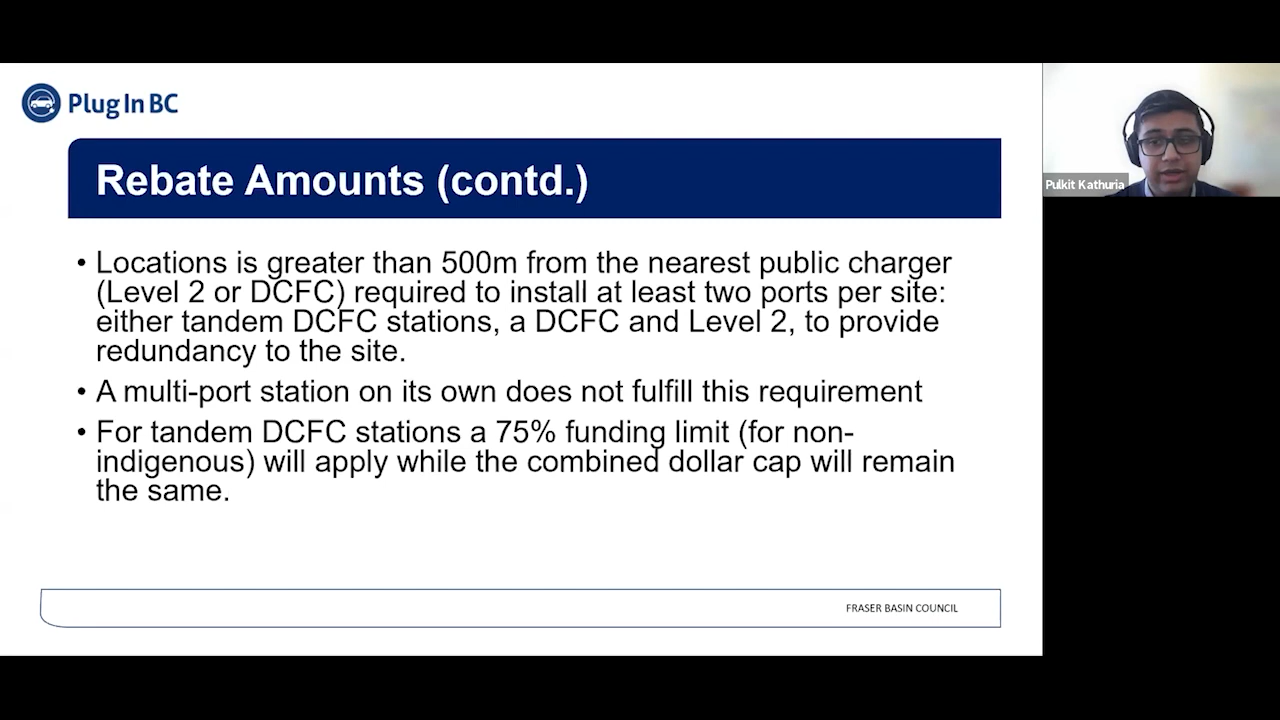 Plug In BC
Rebate Amounts (contd.)
• Locations is greater than 500m from the nearest public charger
(Level 2 or DCFC) required to install at least two ports per site:
either tandem DCFC stations, a DCFC and Level 2, to provide
redundancy to the site.
• A multi-port station on its own does not fulfill this requirement
• For tandem DCFC stations a 75% funding limit (for non-
indigenous) will apply while the combined dollar cap will remain
the same.
FRASER BASIN COUNCIL
Pulkit Kathuria